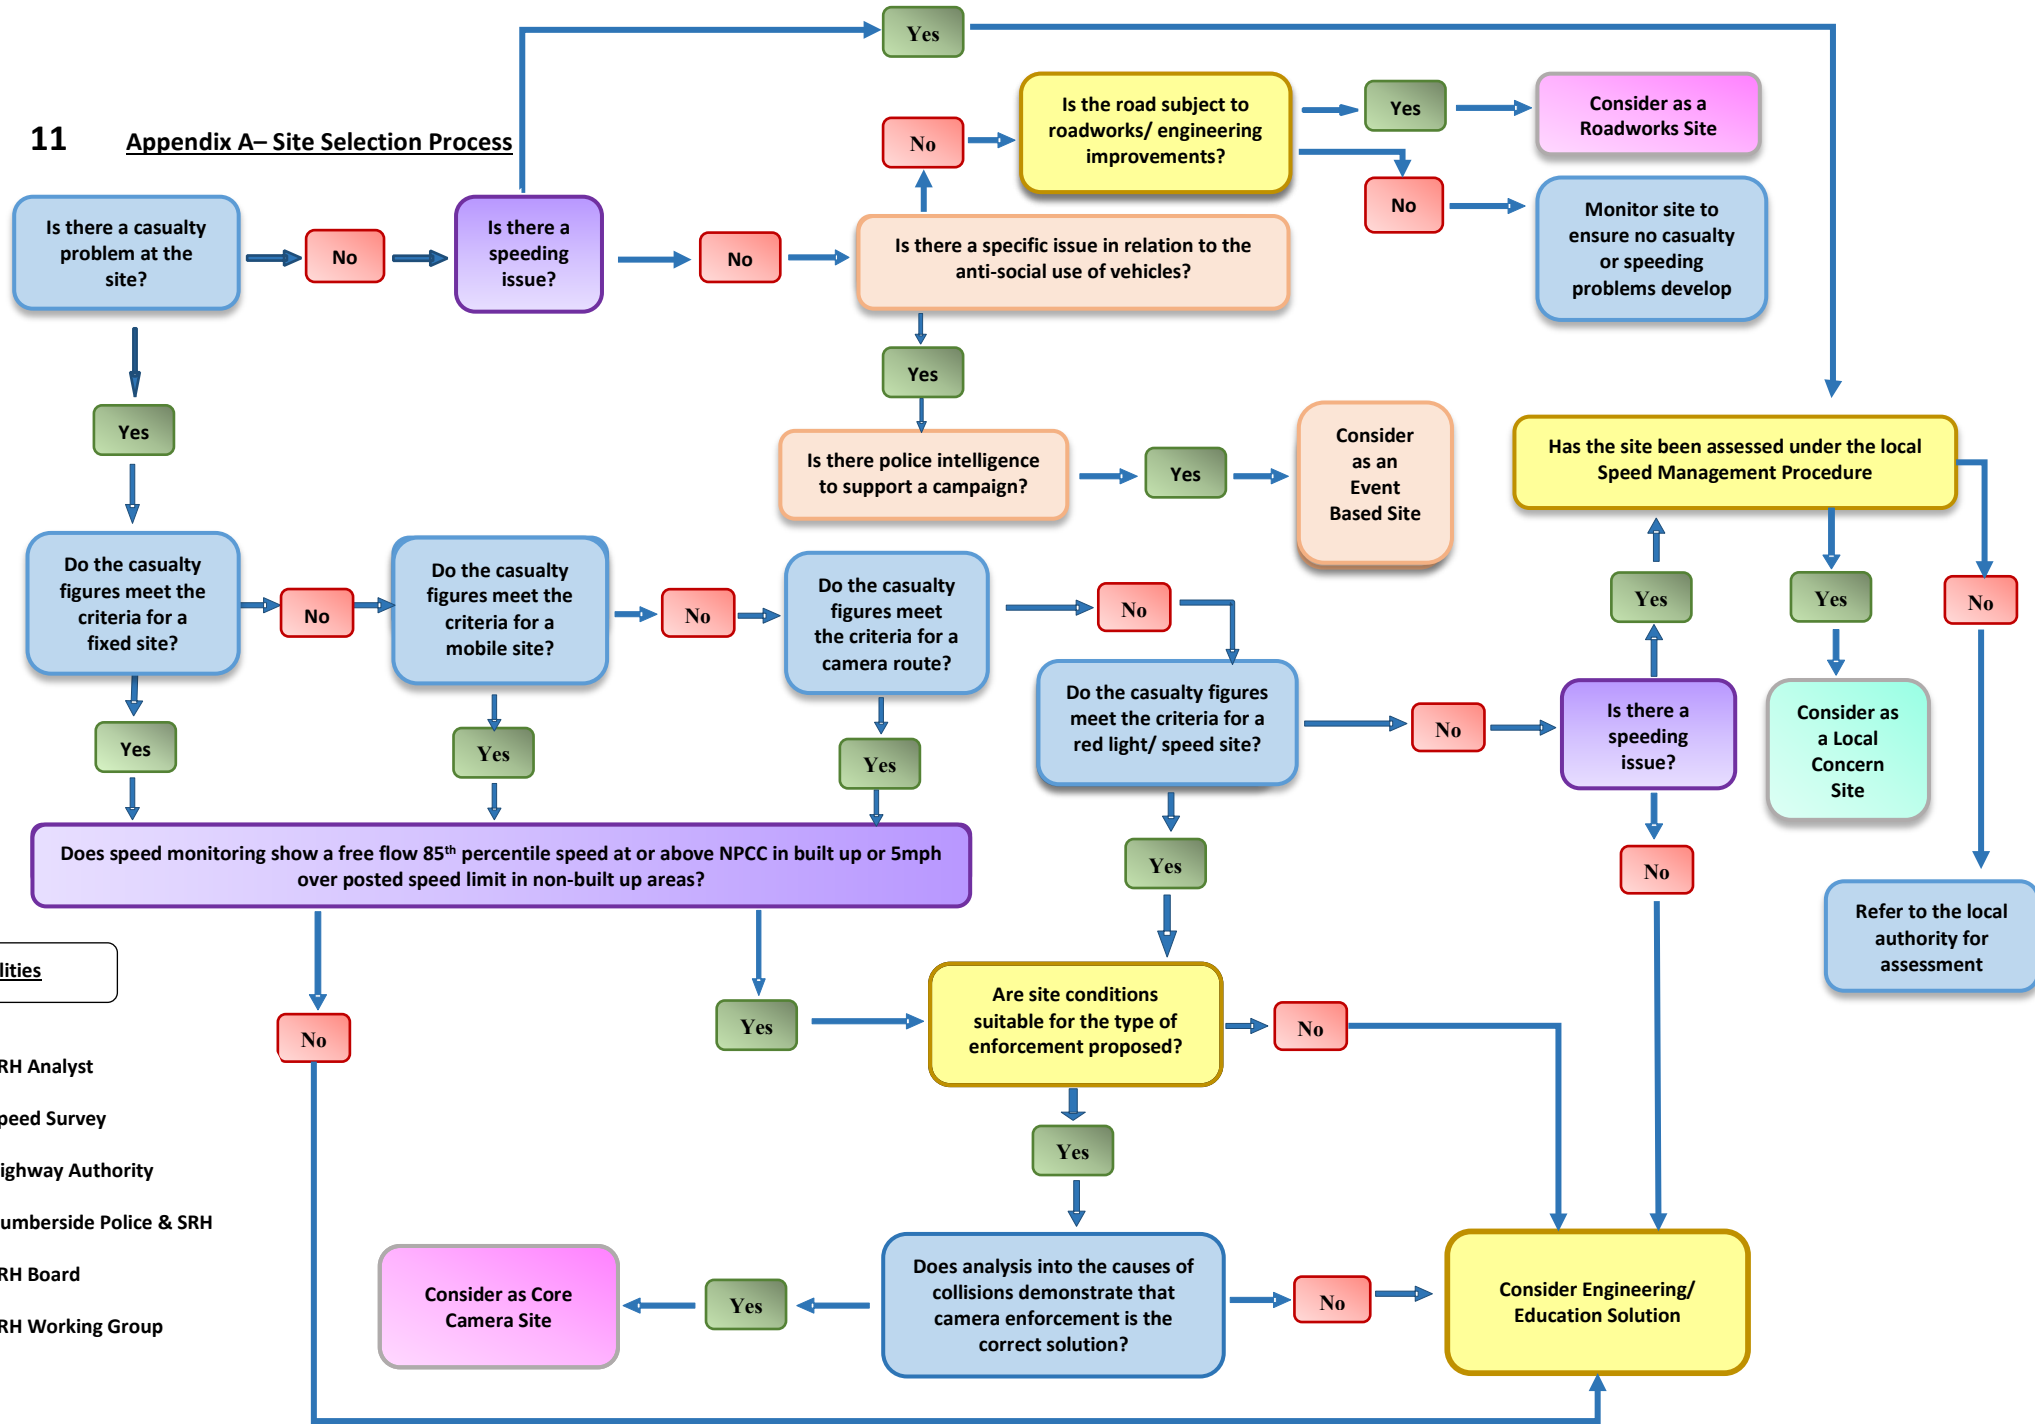 11 Appendix A– Site Selection Process
Yes
Is there a casualty
problem at the
site?
No
Is there a
speeding
issue?
No
Is there a specific issue in relation to the
anti-social use of vehicles?
No
Is the road subject to
roadworks/ engineering
improvements?
Yes
Consider as a
Roadworks Site
No
Monitor site to
ensure no casualty
or speeding
problems develop
Yes
Is there police intelligence
to support a campaign?
Yes
Consider
as an
Event
Based Site
Has the site been assessed under the local
Speed Management Procedure
Yes
No
Consider as
a Local
Concern
Site
Refer to the local
authority for
assessment
Yes
Do the casualty
figures meet the
criteria for a
fixed site?
No
Do the casualty
figures meet the
criteria for a
mobile site?
No
Do the casualty
figures meet
the criteria for a
camera route?
No
Do the casualty figures
meet the criteria for a
red light/ speed site?
No
Is there a
speeding
issue?
Yes
No
Yes
Yes
Yes
Yes
Does speed monitoring show a free flow 85th percentile speed at or above NPCC in built up or 5mph
over posted speed limit in non-built up areas?
No
Yes
Are site conditions
suitable for the type of
enforcement proposed?
No
Yes
Does analysis into the causes of
collisions demonstrate that
camera enforcement is the
correct solution?
Yes
Consider as Core
Camera Site
No
Consider Engineering/
Education Solution
lities
RH Analyst
peed Survey
ighway Authority
umberside Police & SRH
RH Board
RH Working Group